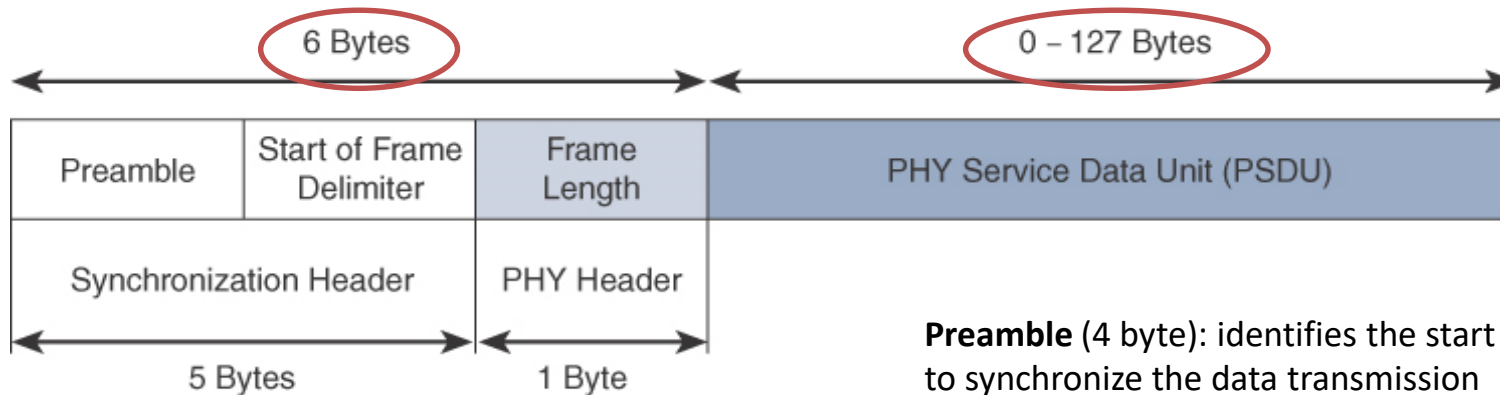 6 Bytes
0 – 127 Bytes
Preamble
Start of Frame
Delimiter
Frame
Length
PHY Service Data Unit (PSDU)
Synchronization Header
PHY Header
5 Bytes
1 Byte
Preamble (4 byte): identifies the start
to synchronize the data transmission